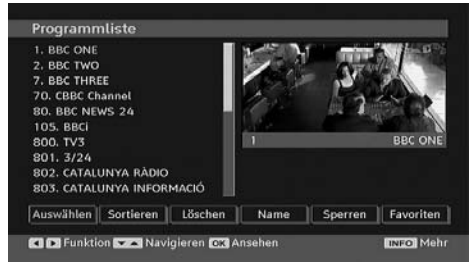 Programmliste
1. BBC ONE
2. BBC TWO
7. BBC THREE
70. CBBC Channel
80. BBC NEWS 24
105. BBCi
800. TV3
801. 3/24
802. CATALUNYA RÀDIO
803. CATALUNYA INFORMACIÓ
1 BBC ONE
Auswählen Sortieren Löschen Name Sperren Favoriten
Funktion Navigieren OK Ansehen INFO Mehr